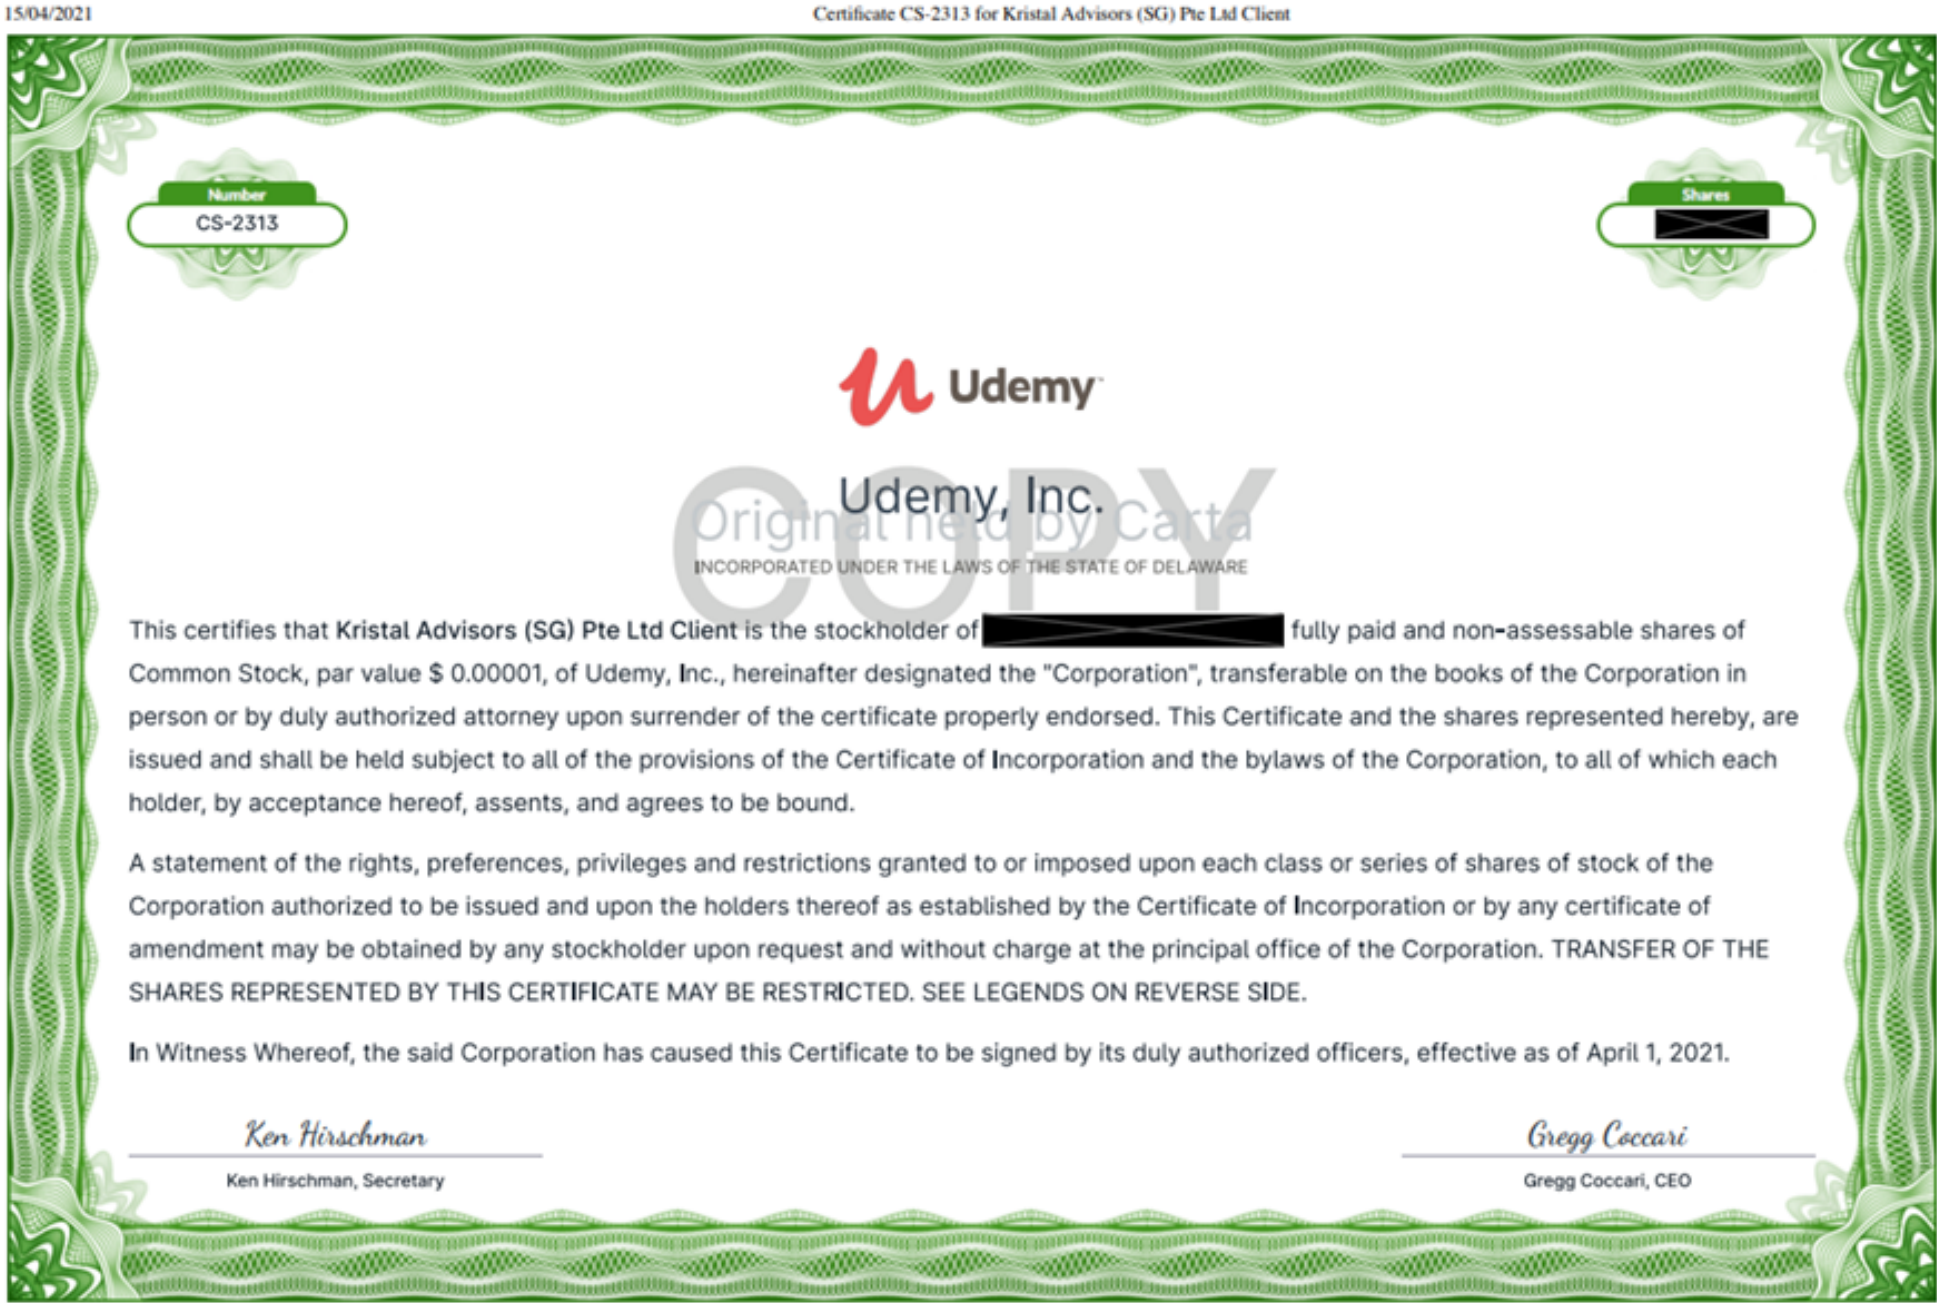 15/04/2021
Certificate CS-2313 for Kristal Advisors (SG) Pte Ltd Client
Number
CS-2313
Shares
Udemy
COPY
Udemy, Inc.
Original held by Carta
INCORPORATED UNDER THE LAWS OF THE STATE OF DELAWARE
This certifies that Kristal Advisors (SG) Pte Ltd Client is the stockholder of fully paid and non-assessable shares of
Common Stock, par value $ 0.00001, of Udemy, Inc., hereinafter designated the "Corporation", transferable on the books of the Corporation in
person or by duly authorized attorney upon surrender of the certificate properly endorsed. This Certificate and the shares represented hereby, are
issued and shall be held subject to all of the provisions of the Certificate of Incorporation and the bylaws of the Corporation, to all of which each
holder, by acceptance hereof, assents, and agrees to be bound.
A statement of the rights, preferences, privileges and restrictions granted to or imposed upon each class or series of shares of stock of the
Corporation authorized to be issued and upon the holders thereof as established by the Certificate of Incorporation or by any certificate of
amendment may be obtained by any stockholder upon request and without charge at the principal office of the Corporation. TRANSFER OF THE
SHARES REPRESENTED BY THIS CERTIFICATE MAY BE RESTRICTED. SEE LEGENDS ON REVERSE SIDE.
In Witness Whereof, the said Corporation has caused this Certificate to be signed by its duly authorized officers, effective as of April 1, 2021.
Ken Hirschman
Gregg Coccari
Ken Hirschman, Secretary
Gregg Coccari, CEO